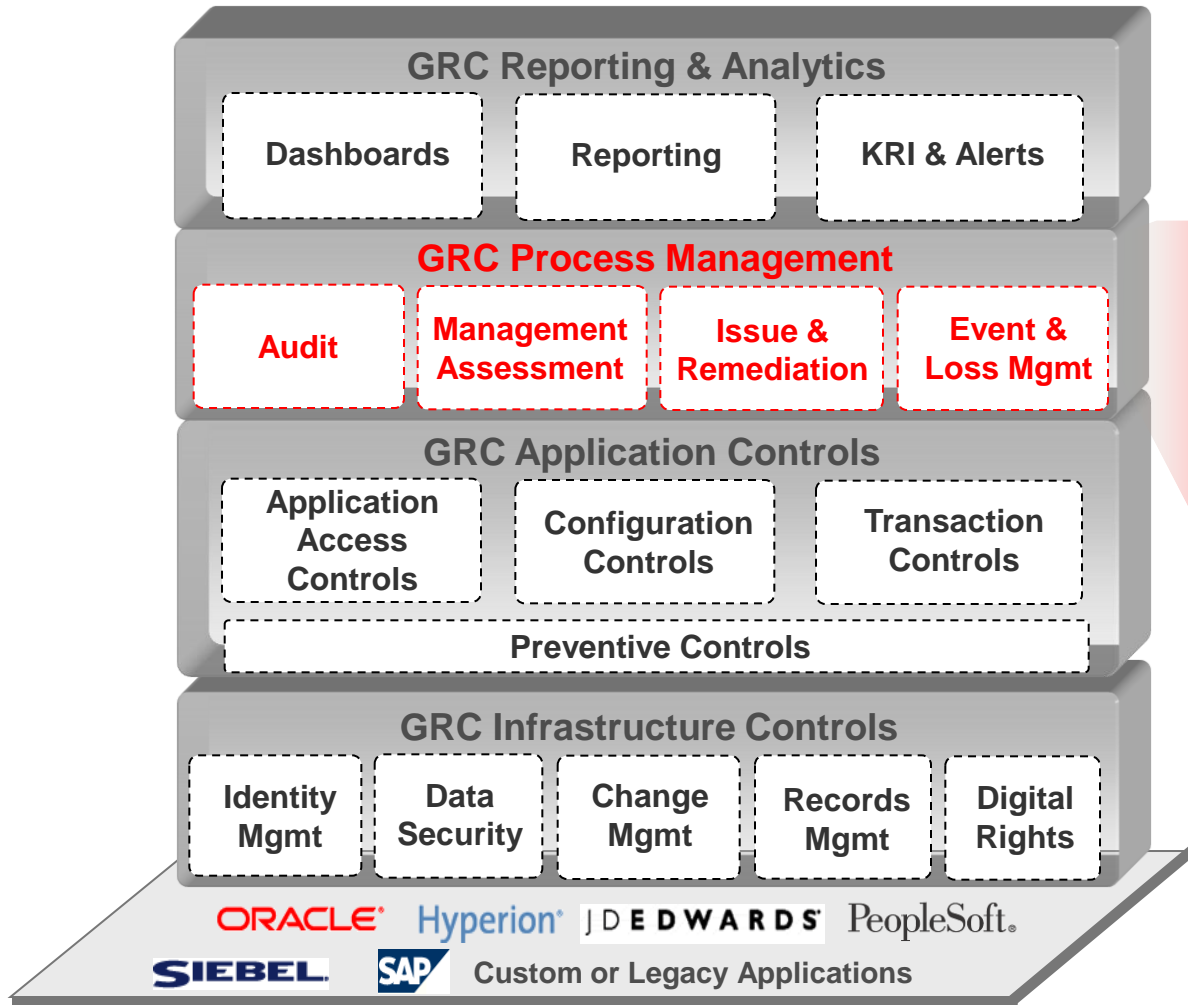 GRC Reporting & Analytics
Dashboards
Reporting
KRI & Alerts
GRC Process Management
Audit
Management
Assessment
Issue &
Remediation
Event &
Loss Mgmt
GRC Application Controls
Application
Access
Controls
Configuration
Controls
Transaction
Controls
Preventive Controls
GRC Infrastructure Controls
Identity
Mgmt
Data
Security
Change
Mgmt
Records
Mgmt
Digital
Rights
ORACLE®
Hyperion®
JDEDWARDS®
PeopleSoft®
SIEBEL.
SAP
Custom or Legacy Applications